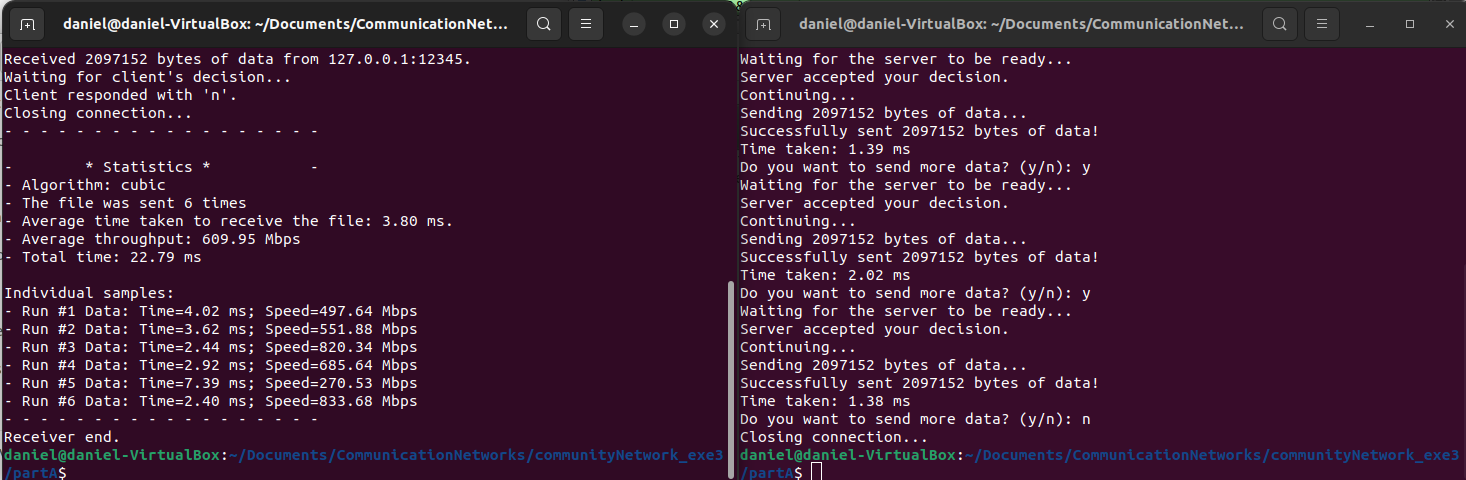 daniel@daniel-VirtualBox: ~/Documents/CommunicationNet...
Received 2097152 bytes of data from 127.0.0.1:12345.
Waiting for client's decision...
Client responded with 'n'.
Closing connection...
- - - - - - - - - - - - - - - - - -
-        * Statistics *           -
- Algorithm: cubic
- The file was sent 6 times
- Average time taken to receive the file: 3.80 ms.
- Average throughput: 609.95 Mbps
- Total time: 22.79 ms
Individual samples:
- Run #1 Data: Time=4.02 ms; Speed=497.64 Mbps
- Run #2 Data: Time=3.62 ms; Speed=551.88 Mbps
- Run #3 Data: Time=2.44 ms; Speed=820.34 Mbps
- Run #4 Data: Time=2.92 ms; Speed=685.64 Mbps
- Run #5 Data: Time=7.39 ms; Speed=270.53 Mbps
- Run #6 Data: Time=2.40 ms; Speed=833.68 Mbps
- - - - - - - - - - - - - - - - - -
Receiver end.
daniel@daniel-VirtualBox:~/Documents/CommunicationNetworks/communityNetwork_exe3
/partA$
daniel@daniel-VirtualBox: ~/Documents/CommunicationNet...
Waiting for the server to be ready...
Server accepted your decision.
Continuing...
Sending 2097152 bytes of data...
Successfully sent 2097152 bytes of data!
Time taken: 1.39 ms
Do you want to send more data? (y/n): y
Waiting for the server to be ready...
Server accepted your decision.
Continuing...
Sending 2097152 bytes of data...
Successfully sent 2097152 bytes of data!
Time taken: 2.02 ms
Do you want to send more data? (y/n): y
Waiting for the server to be ready...
Server accepted your decision.
Continuing...
Sending 2097152 bytes of data...
Successfully sent 2097152 bytes of data!
Time taken: 1.38 ms
Do you want to send more data? (y/n): n
Closing connection...
daniel@daniel-VirtualBox:~/Documents/CommunicationNetworks/communityNetwork_exe3
/partA$